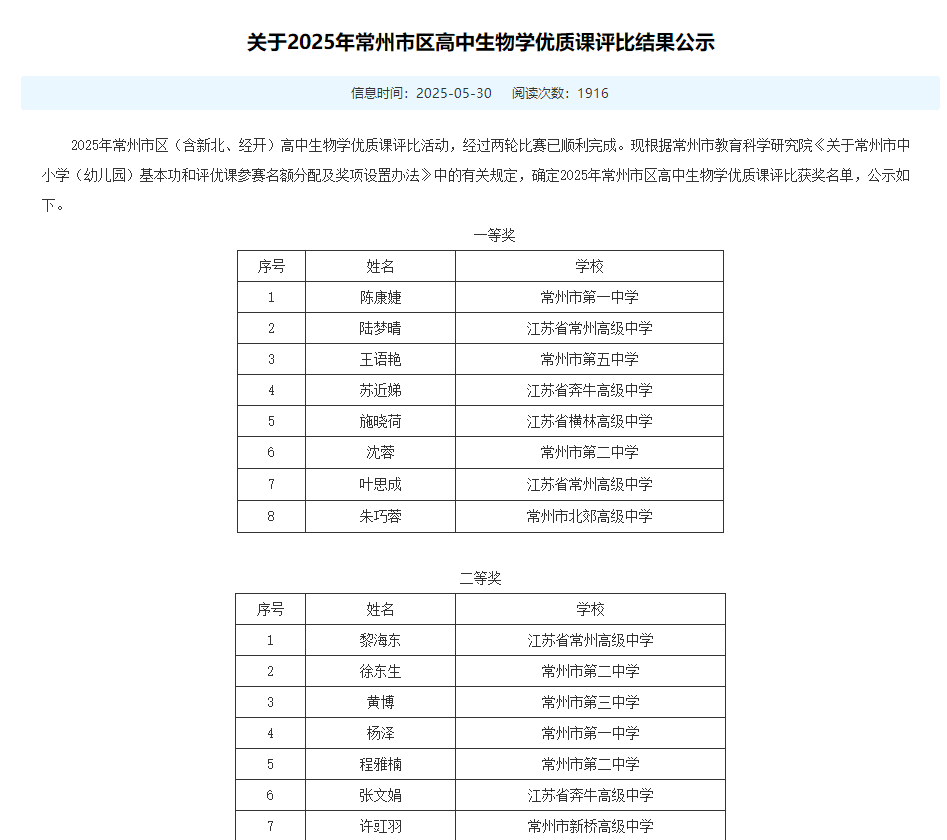 关于2025年常州市区高中生物学优质课评比结果公示
信息时间：2025-05-30 阅读次数：1916
2025年常州市区（含新北、经开）高中生物学优质课评比活动，经过两轮比赛已顺利完成。现根据常州市教育科学研究院《关于常州市中
小学（幼儿园）基本功和评优课参赛名额分配及奖项设置办法》中的有关规定，确定2025年常州市区高中生物学优质课评比获奖名单，公示如
下。
一等奖
序号 姓名 学校
1 陈康婕 常州市第一中学
2 陆梦晴 江苏省常州高级中学
3 王语艳 常州市第五中学
4 苏近娣 江苏省奔牛高级中学
5 施晓荷 江苏省横林高级中学
6 沈蓉 常州市第二中学
7 叶思成 江苏省常州高级中学
8 朱巧蓉 常州市北郊高级中学
二等奖
序号 姓名 学校
1 黎海东 江苏省常州高级中学
2 徐东生 常州市第二中学
3 黄博 常州市第三中学
4 杨泽 常州市第一中学
5 程雅楠 常州市第二中学
6 张文娟 江苏省奔牛高级中学
7 许虹羽 常州市新桥高级中学